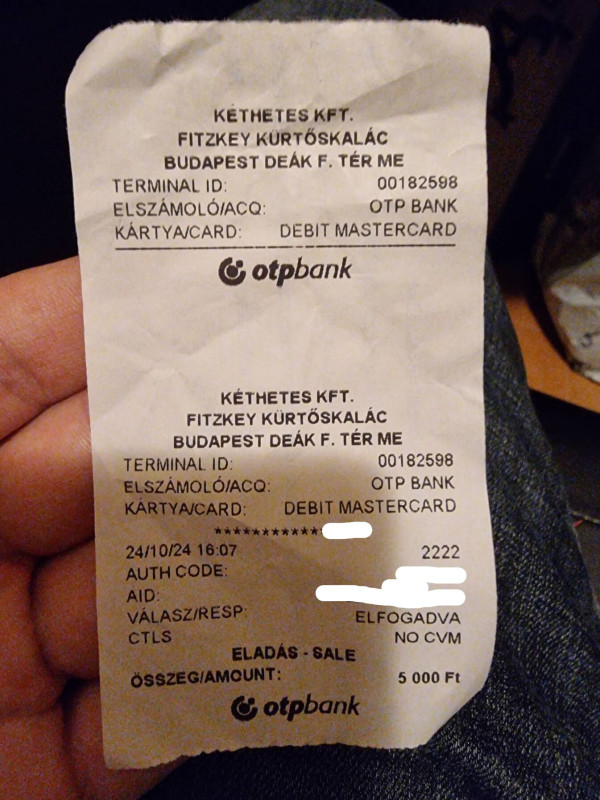 KÉTHETES KFT.
FITZKEY KÜRTŐSKALÁC
BUDAPEST DEÁK F. TÉR ME
TERMINAL ID: 00182598
ELSZÁMOLÓ/ACQ: OTP BANK
KÁRTYA/CARD: DEBIT MASTERCARD
otpbank
KÉTHETES KFT.
FITZKEY KÜRTŐSKALÁC
BUDAPEST DEÁK F. TÉR ME
TERMINAL ID: 00182598
ELSZÁMOLÓ/ACQ: OTP BANK
KÁRTYA/CARD: DEBIT MASTERCARD
************
24/10/24 16:07 2222
AUTH CODE:
AID:
VÁLASZ/RESP: ELFOGADVA
CTLS NO CVM
ELADÁS - SALE
ÖSSZEG/AMOUNT: 5 000 Ft
otpbank